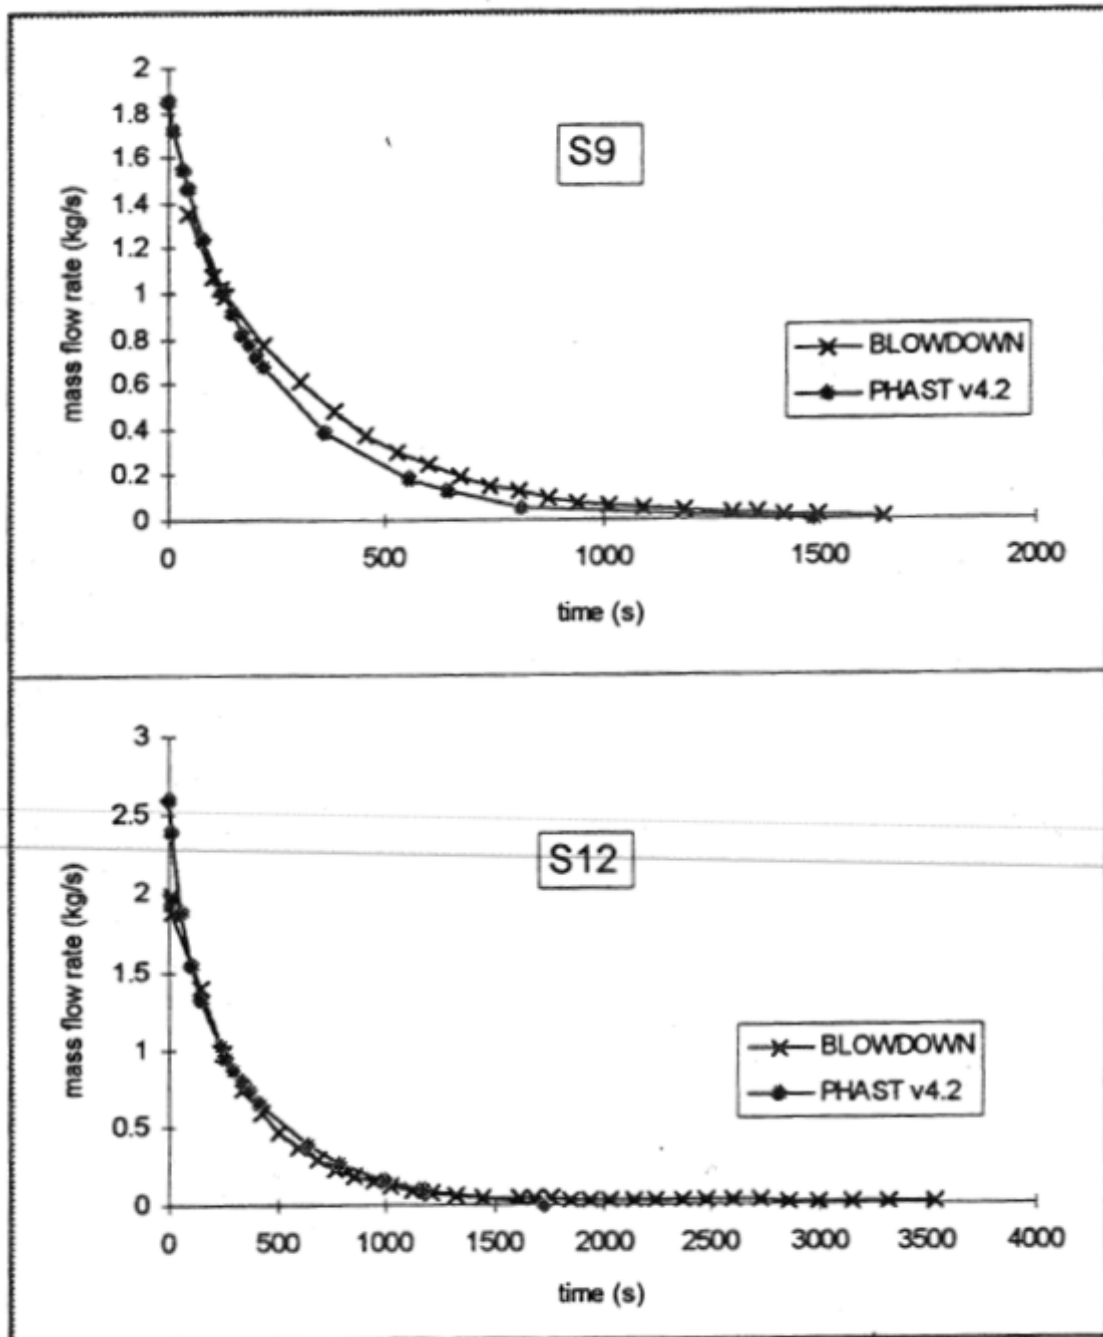 2
1.8
1.6
1.4
1.2
1
0.8
0.6
0.4
0.2
0
mass flow rate (kg/s)
S9
BLOWDOWN
PHAST v4.2
0 500 1000 1500 2000
time (s)
3
2.5
2
1.5
1
0.5
0
mass flow rate (kg/s)
S12
BLOWDOWN
PHAST v4.2
0 500 1000 1500 2000 2500 3000 3500 4000
time (s)